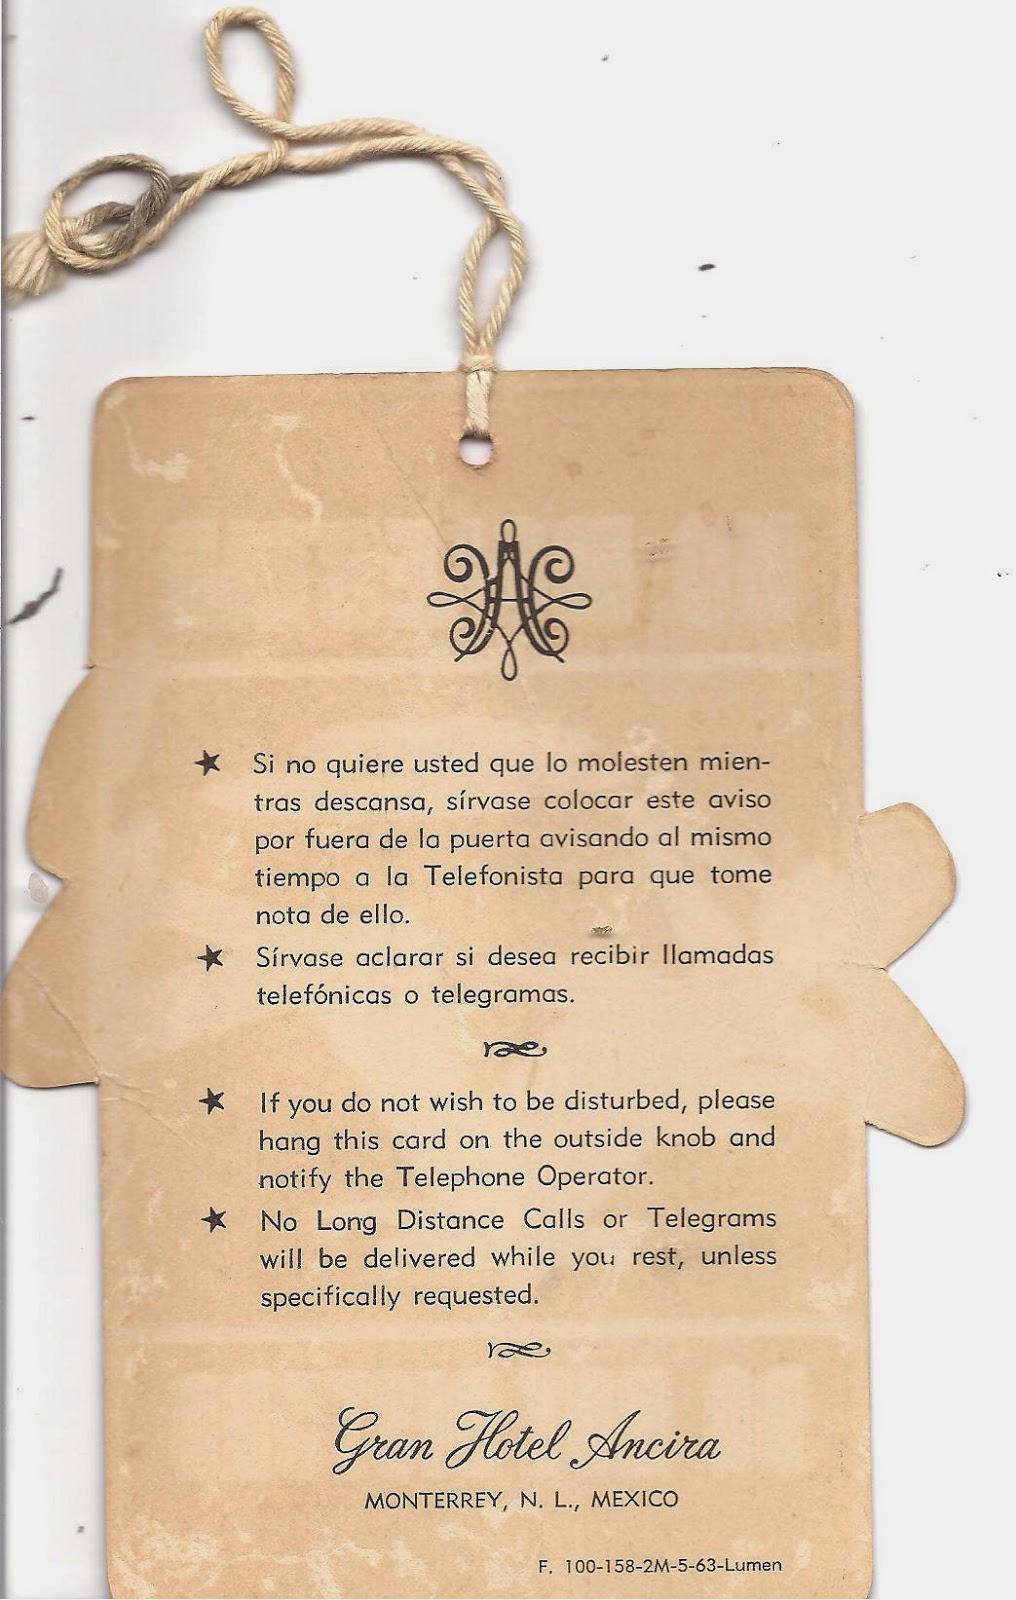 ★ Si no quiere usted que lo molesten mien-
tras descansa, sírvase colocar este aviso
por fuera de la puerta avisando al mismo
tiempo a la Telefonista para que tome
nota de ello.
★ Sírvase aclarar si desea recibir llamadas
telefónicas o telegramas.
★ If you do not wish to be disturbed, please
hang this card on the outside knob and
notify the Telephone Operator.
★ No Long Distance Calls or Telegrams
will be delivered while you rest, unless
specifically requested.
Gran Hotel Ancira
MONTERREY, N. L., MEXICO
F. 100-158-2M-5-63-Lumen